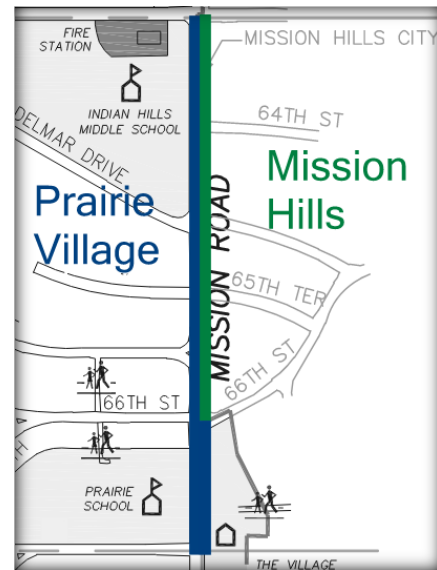 FIRE
STATION
MISSION HILLS CITY
INDIAN HILLS
MIDDLE SCHOOL
64TH ST
DELMAR DRIVE
Mission
Hills
Prairie
Village
MISSION ROAD
65TH TER
66TH ST
66TH ST
PRAIRIE
SCHOOL
THE VILLAGE